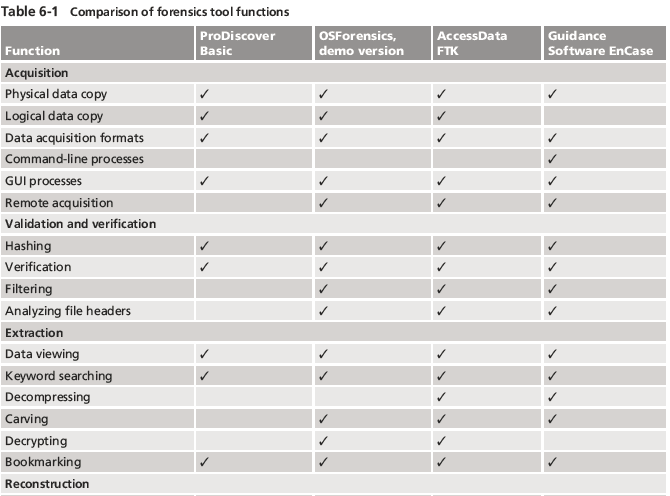 Table 6-1 Comparison of forensics tool functions
Function ProDiscover Basic OSForensics, demo version AccessData FTK Guidance Software EnCase
Acquisition
Physical data copy ✓ ✓ ✓ ✓
Logical data copy ✓ ✓ ✓
Data acquisition formats ✓ ✓ ✓ ✓
Command-line processes ✓
GUI processes ✓ ✓ ✓ ✓
Remote acquisition ✓ ✓ ✓
Validation and verification
Hashing ✓ ✓ ✓ ✓
Verification ✓ ✓ ✓ ✓
Filtering ✓ ✓ ✓
Analyzing file headers ✓ ✓ ✓
Extraction
Data viewing ✓ ✓ ✓ ✓
Keyword searching ✓ ✓ ✓ ✓
Decompressing ✓ ✓
Carving ✓ ✓ ✓
Decrypting ✓ ✓
Bookmarking ✓ ✓ ✓ ✓
Reconstruction